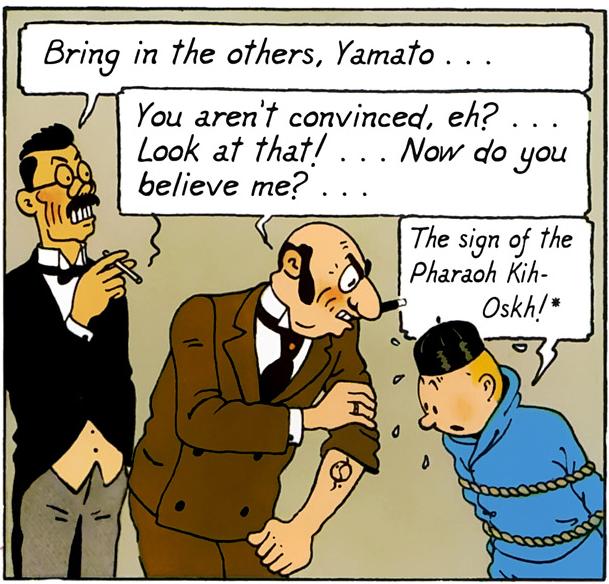 Bring in the others, Yamato . . .
You aren't convinced, eh? . . .
Look at that! . . . Now do you
believe me? . . .
The sign of the
Pharaoh Kih-
Oskh!*